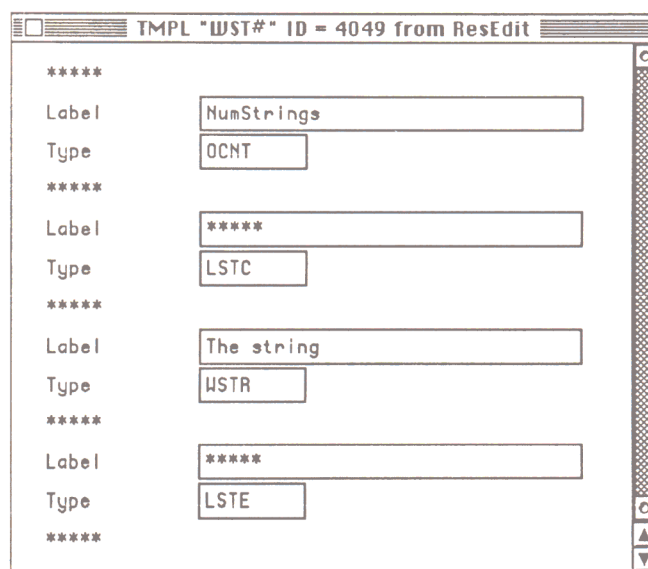 TMPL "WST#" ID = 4049 from ResEdit
*****
Label NumStrings
Type OCNT
*****
Label *****
Type LSTC
*****
Label The string
Type WSTR
*****
Label *****
Type LSTE
*****